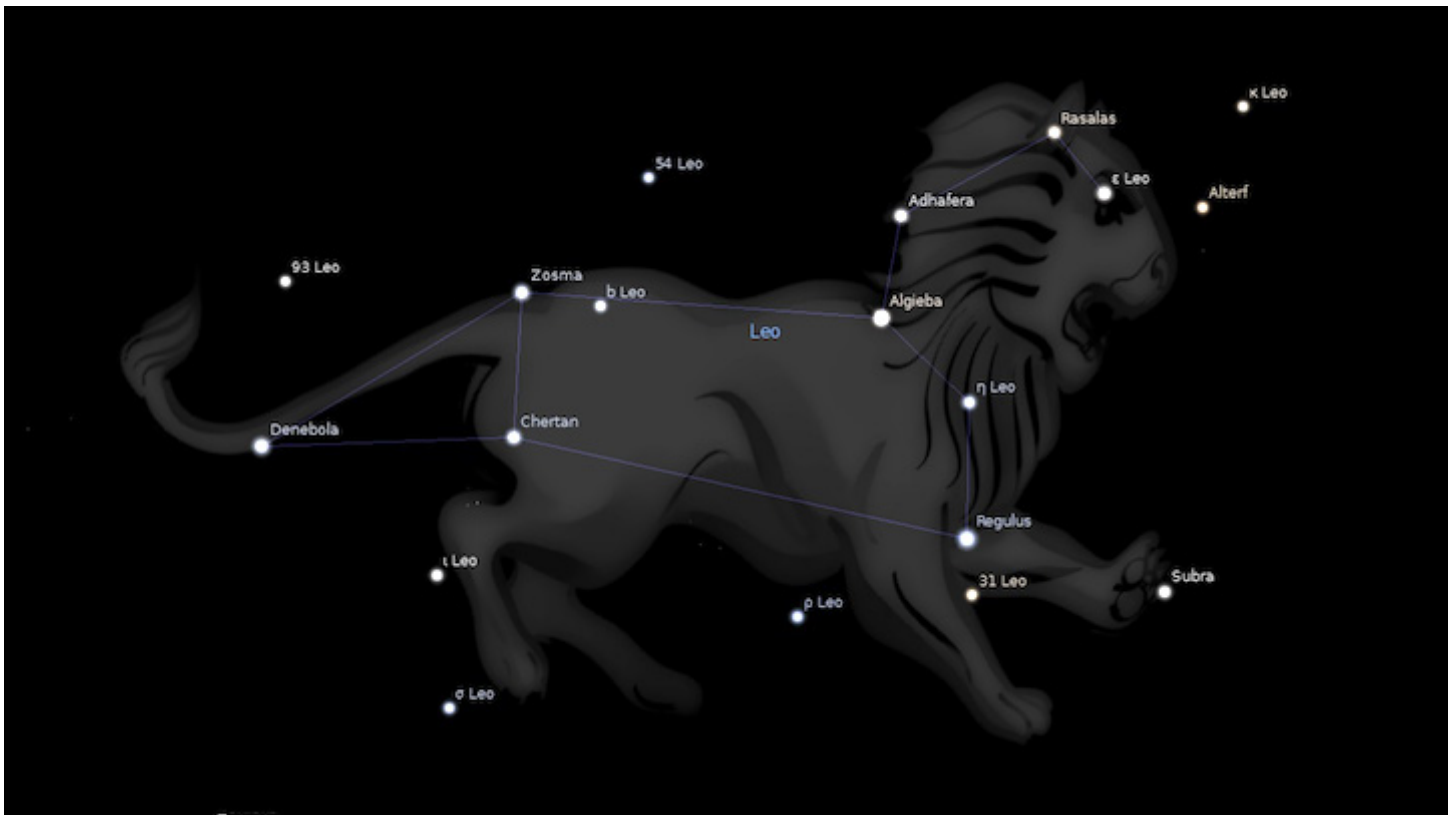 κ Leo
Rasalas
54 Leo
ε Leo
Alterf
Adhafera
93 Leo
Zosma
b Leo
Algieba
Leo
η Leo
Denebola
Chertan
Regulus
ι Leo
31 Leo
Subra
ρ Leo
σ Leo